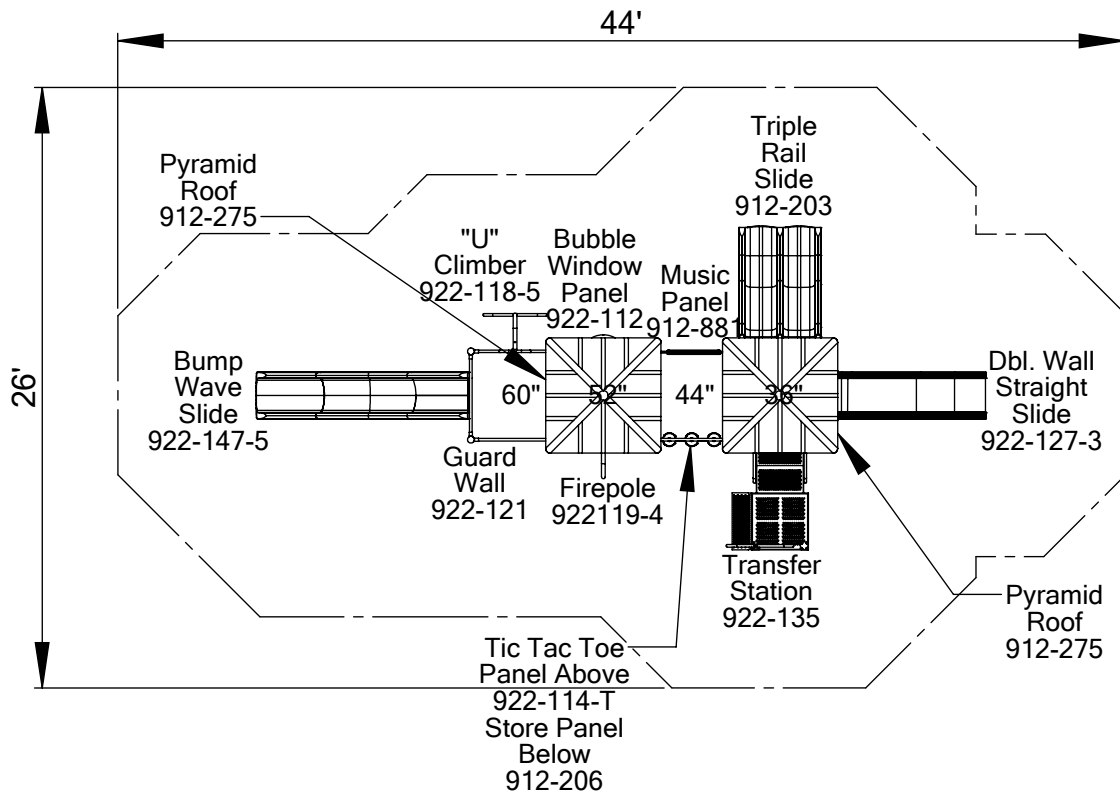 44'
26'
Pyramid
Roof
912-275
"U"
Climber
922-118-5
Bubble
Window
Panel
922-112
Music
Panel
912-881
Triple
Rail
Slide
912-203
Bump
Wave
Slide
922-147-5
60"
52"
44"
36"
Dbl. Wall
Straight
Slide
922-127-3
Guard
Wall
922-121
Firepole
922119-4
Transfer
Station
922-135
Pyramid
Roof
912-275
Tic Tac Toe
Panel Above
922-114-T
Store Panel
Below
912-206